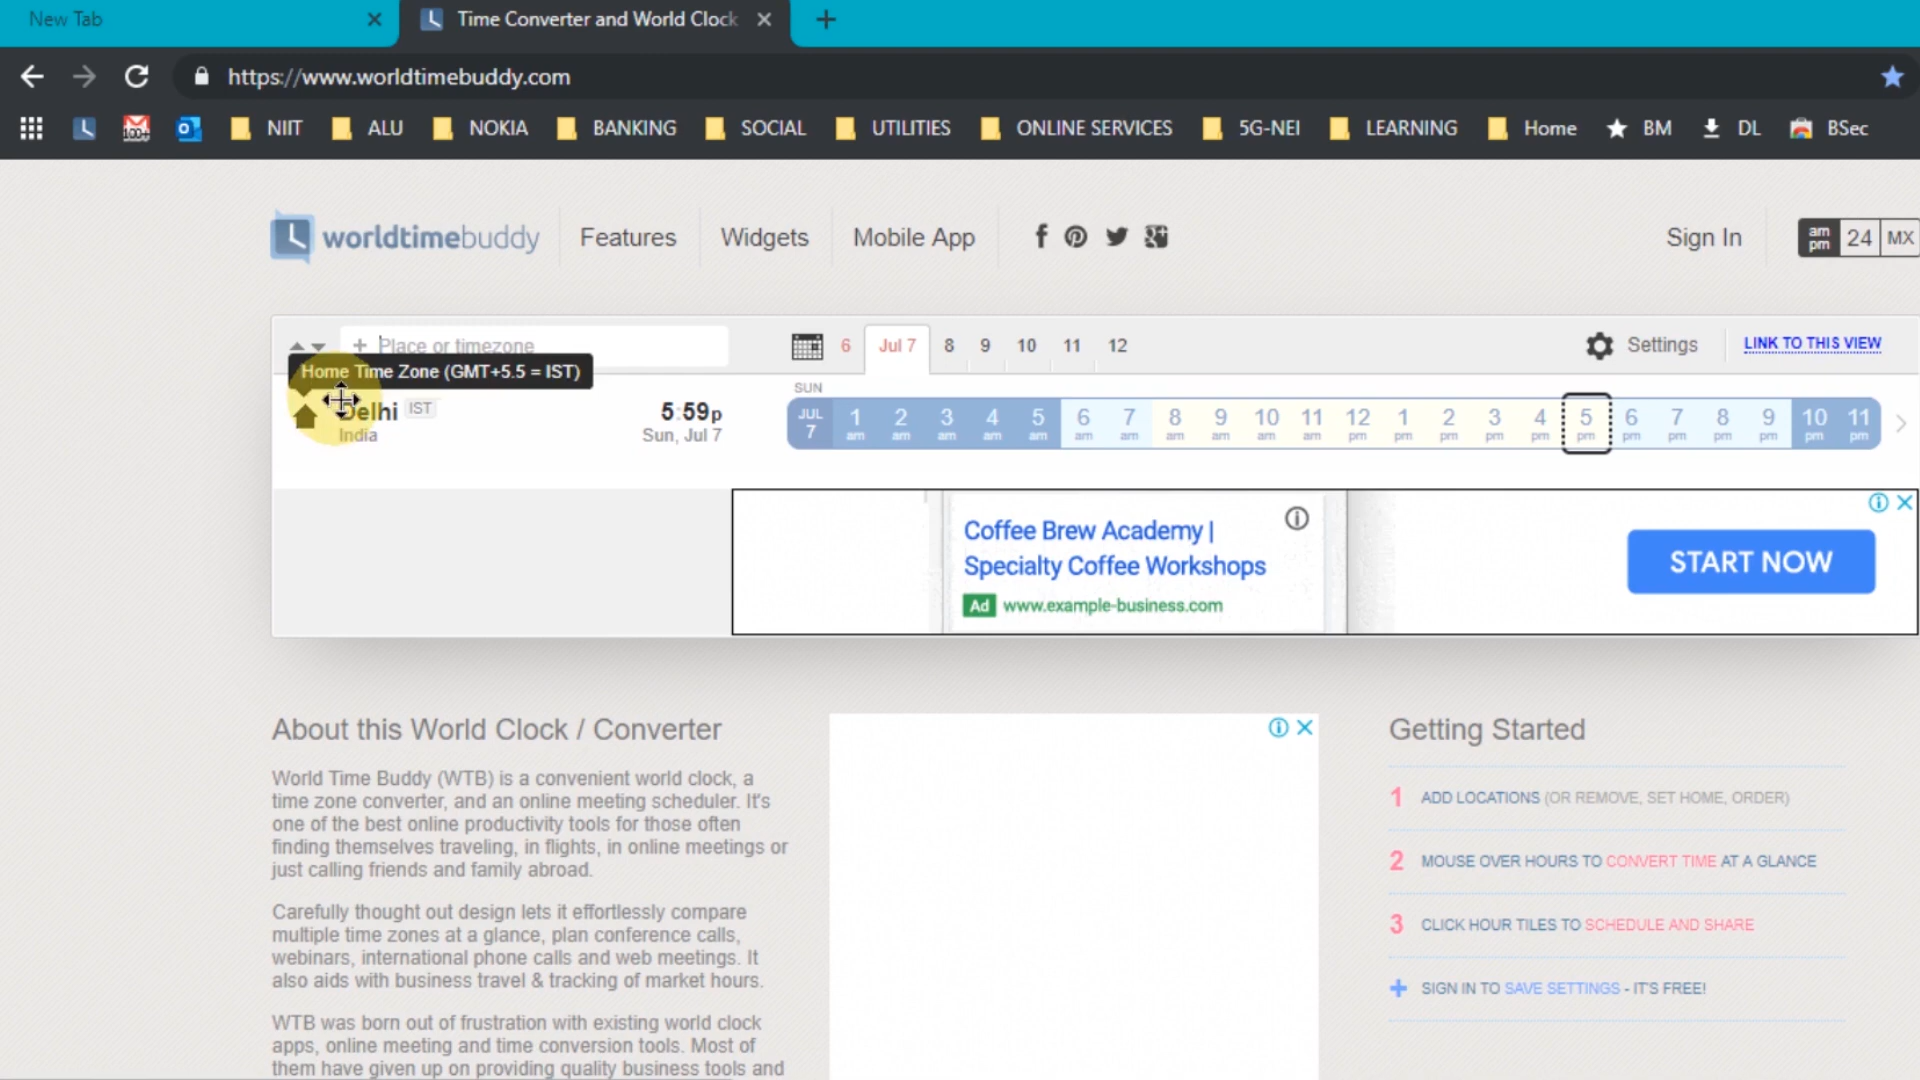 New Tab
Time Converter and World Clock
https://www.worldtimebuddy.com
100+
NIIT
ALU
NOKIA
BANKING
SOCIAL
UTILITIES
ONLINE SERVICES
5G-NEI
LEARNING
Home
BM
DL
BSec
worldtimebuddy
Features
Widgets
Mobile App
Sign In
am pm 24 MX
+ Place or timezone
6 Jul 7 8 9 10 11 12
Settings
LINK TO THIS VIEW
Home Time Zone (GMT+5.5 = IST)
Delhi IST
India
5:59p
Sun, Jul 7
SUN
JUL 1 2 3 4 5 6 7 8 9 10 11 12 1 2 3 4 5 6 7 8 9 10 11
7 am am am am am am am am am am am pm pm pm pm pm pm pm pm pm pm pm pm
Coffee Brew Academy |
Specialty Coffee Workshops
Ad www.example-business.com
START NOW
About this World Clock / Converter
World Time Buddy (WTB) is a convenient world clock, a
time zone converter, and an online meeting scheduler. It's
one of the best online productivity tools for those often
finding themselves traveling, in flights, in online meetings or
just calling friends and family abroad.
Carefully thought out design lets it effortlessly compare
multiple time zones at a glance, plan conference calls,
webinars, international phone calls and web meetings. It
also aids with business travel & tracking of market hours.
WTB was born out of frustration with existing world clock
apps, online meeting and time conversion tools. Most of
them have given up on providing quality business tools and
Getting Started
1 ADD LOCATIONS (OR REMOVE, SET HOME, ORDER)
2 MOUSE OVER HOURS TO CONVERT TIME AT A GLANCE
3 CLICK HOUR TILES TO SCHEDULE AND SHARE
+ SIGN IN TO SAVE SETTINGS - IT'S FREE!